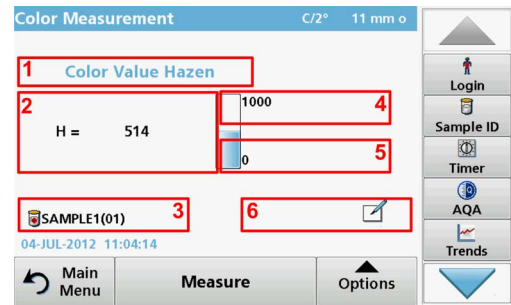 Color Measurement C/2° 11 mm o
1 Color Value Hazen
2 H = 514
1000 4
0 5
SAMPLE1(01) 3
6
04-JUL-2012 11:04:14
Main Menu
Measure
Options
Login
Sample ID
Timer
AQA
Trends